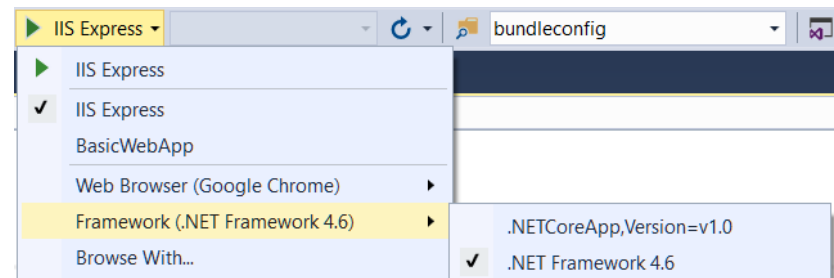 IIS Express
bundleconfig
IIS Express
IIS Express
BasicWebApp
Web Browser (Google Chrome)
Framework (.NET Framework 4.6)
.NETCoreApp,Version=v1.0
Browse With...
.NET Framework 4.6